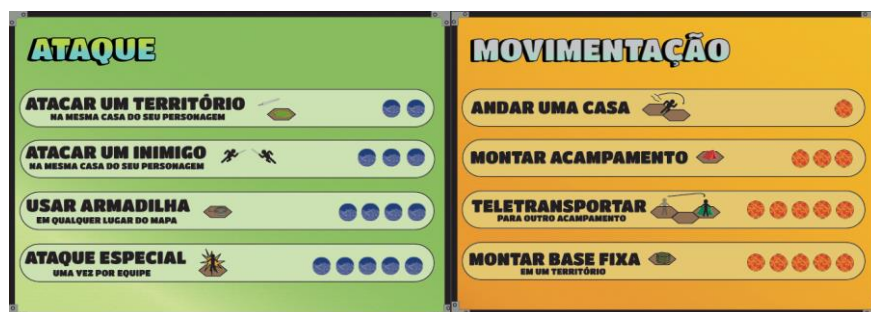 ATAQUE
ATACAR UM TERRITÓRIO
NA MESMA CASA DO SEU PERSONAGEM
ATACAR UM INIMIGO
NA MESMA CASA DO SEU PERSONAGEM
USAR ARMADILHA
EM QUALQUER LUGAR DO MAPA
ATAQUE ESPECIAL
UMA VEZ POR EQUIPE
MOVIMENTAÇÃO
ANDAR UMA CASA
MONTAR ACAMPAMENTO
TELETRANSPORTAR
PARA OUTRO ACAMPAMENTO
MONTAR BASE FIXA
EM UM TERRITÓRIO